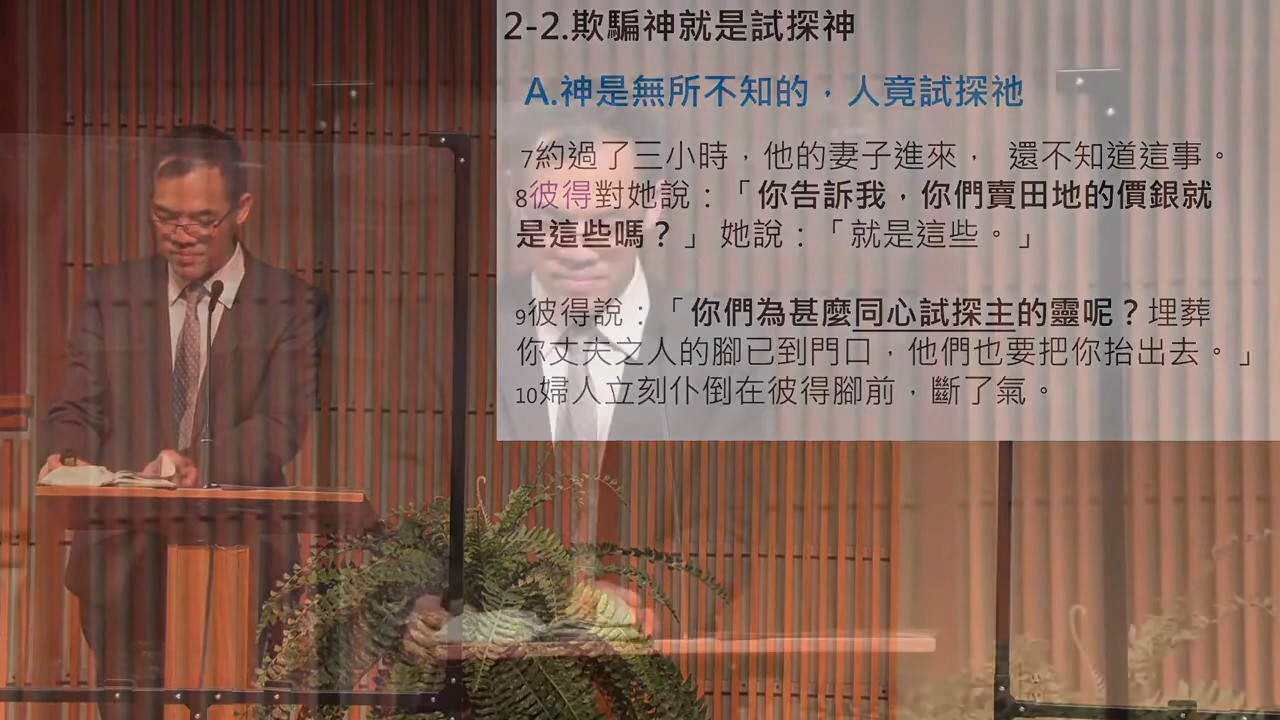 2-2.欺騙神就是試探神
A.神是無所不知的，人竟試探祂
7約過了三小時，他的妻子進來， 還不知道這事。
8彼得對她說：「你告訴我，你們賣田地的價銀就
是這些嗎？」 她說：「就是這些。」
9彼得說：「你們為甚麼同心試探主的靈呢？埋葬
你丈夫之人的腳已到門口，他們也要把你抬出去。」
10婦人立刻仆倒在彼得腳前，斷了氣。